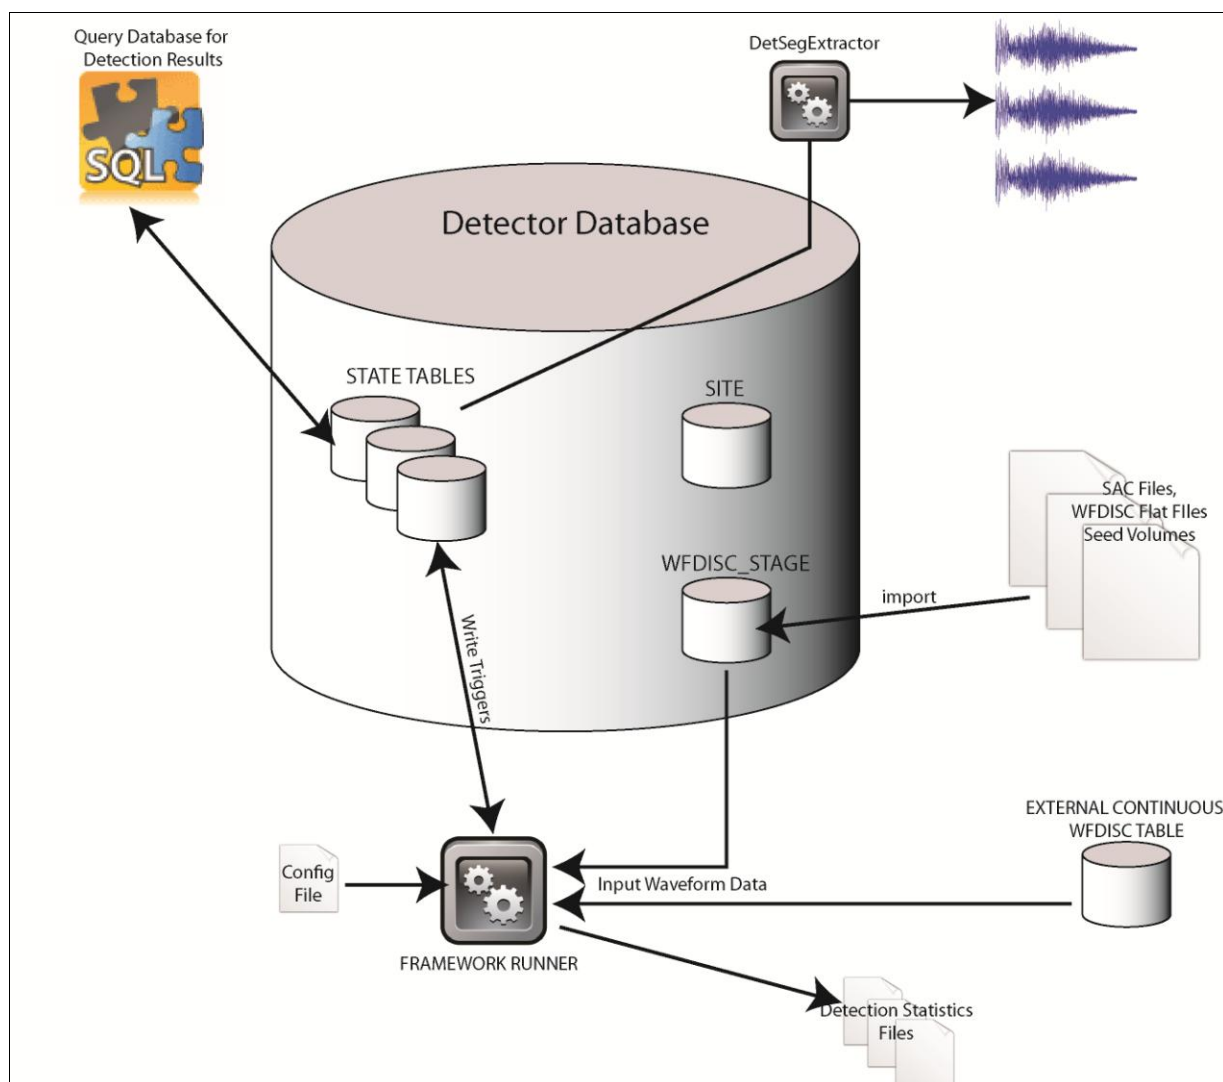 Query Database for
Detection Results
SQL
DetSegExtractor
Detector Database
STATE TABLES
SITE
SAC Files,
WFDISC Flat FIles
Seed Volumes
WFDISC_STAGE
import
Write Triggers
EXTERNAL CONTINUOUS
WFDISC TABLE
Config
File
Input Waveform Data
FRAMEWORK RUNNER
Detection Statistics
Files